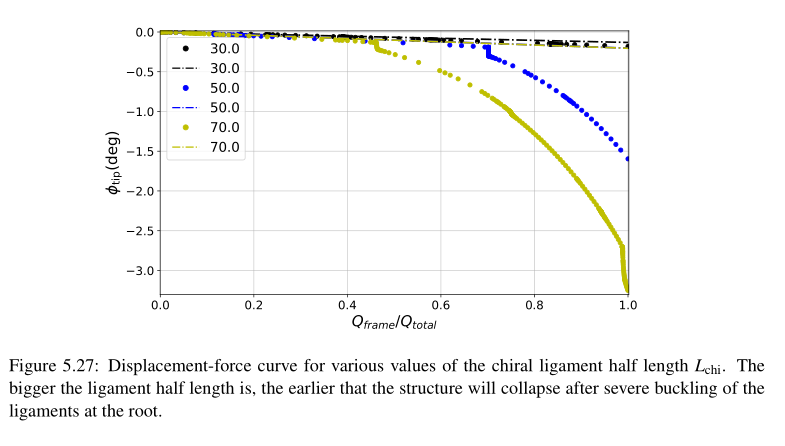 0.0
−0.5
−1.0
−1.5
−2.0
−2.5
−3.0
ϕtip(deg)
30.0
30.0
50.0
50.0
70.0
70.0
0.0 0.2 0.4 0.6 0.8 1.0
Qframe/Qtotal
Figure 5.27: Displacement-force curve for various values of the chiral ligament half length Lchi. The
bigger the ligament half length is, the earlier that the structure will collapse after severe buckling of the
ligaments at the root.